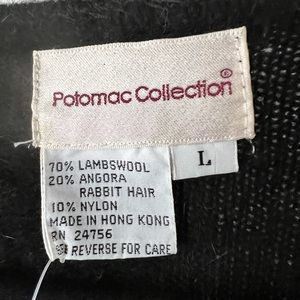 Potomac Collection®
L
70% LAMBSWOOL
20% ANGORA
RABBIT HAIR
10% NYLON
MADE IN HONG KONG
RN 24756
REVERSE FOR CARE